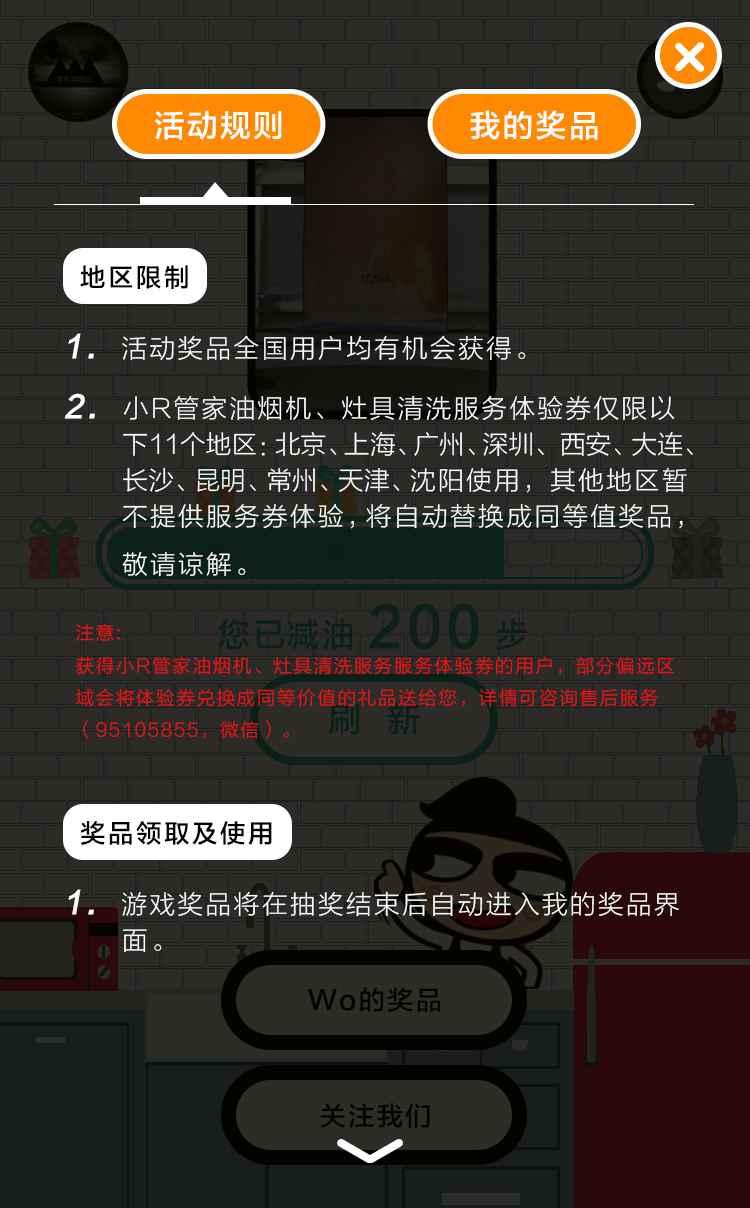 活动规则
我的奖品
地区限制
1. 活动奖品全国用户均有机会获得。
2. 小R管家油烟机、灶具清洗服务体验券仅限以
下11个地区：北京、上海、广州、深圳、西安、大连、
长沙、昆明、常州、天津、沈阳使用，其他地区暂
不提供服务券体验，将自动替换成同等值奖品，
敬请谅解。
您已减油 200 步
注意:
获得小R管家油烟机、灶具清洗服务服务体验券的用户，部分偏远区
域会将体验券兑换成同等价值的礼品送给您，详情可咨询售后服务
（95105855，微信）。
刷 新
奖品领取及使用
1. 游戏奖品将在抽奖结束后自动进入我的奖品界
面。
Wo的奖品
关注我们